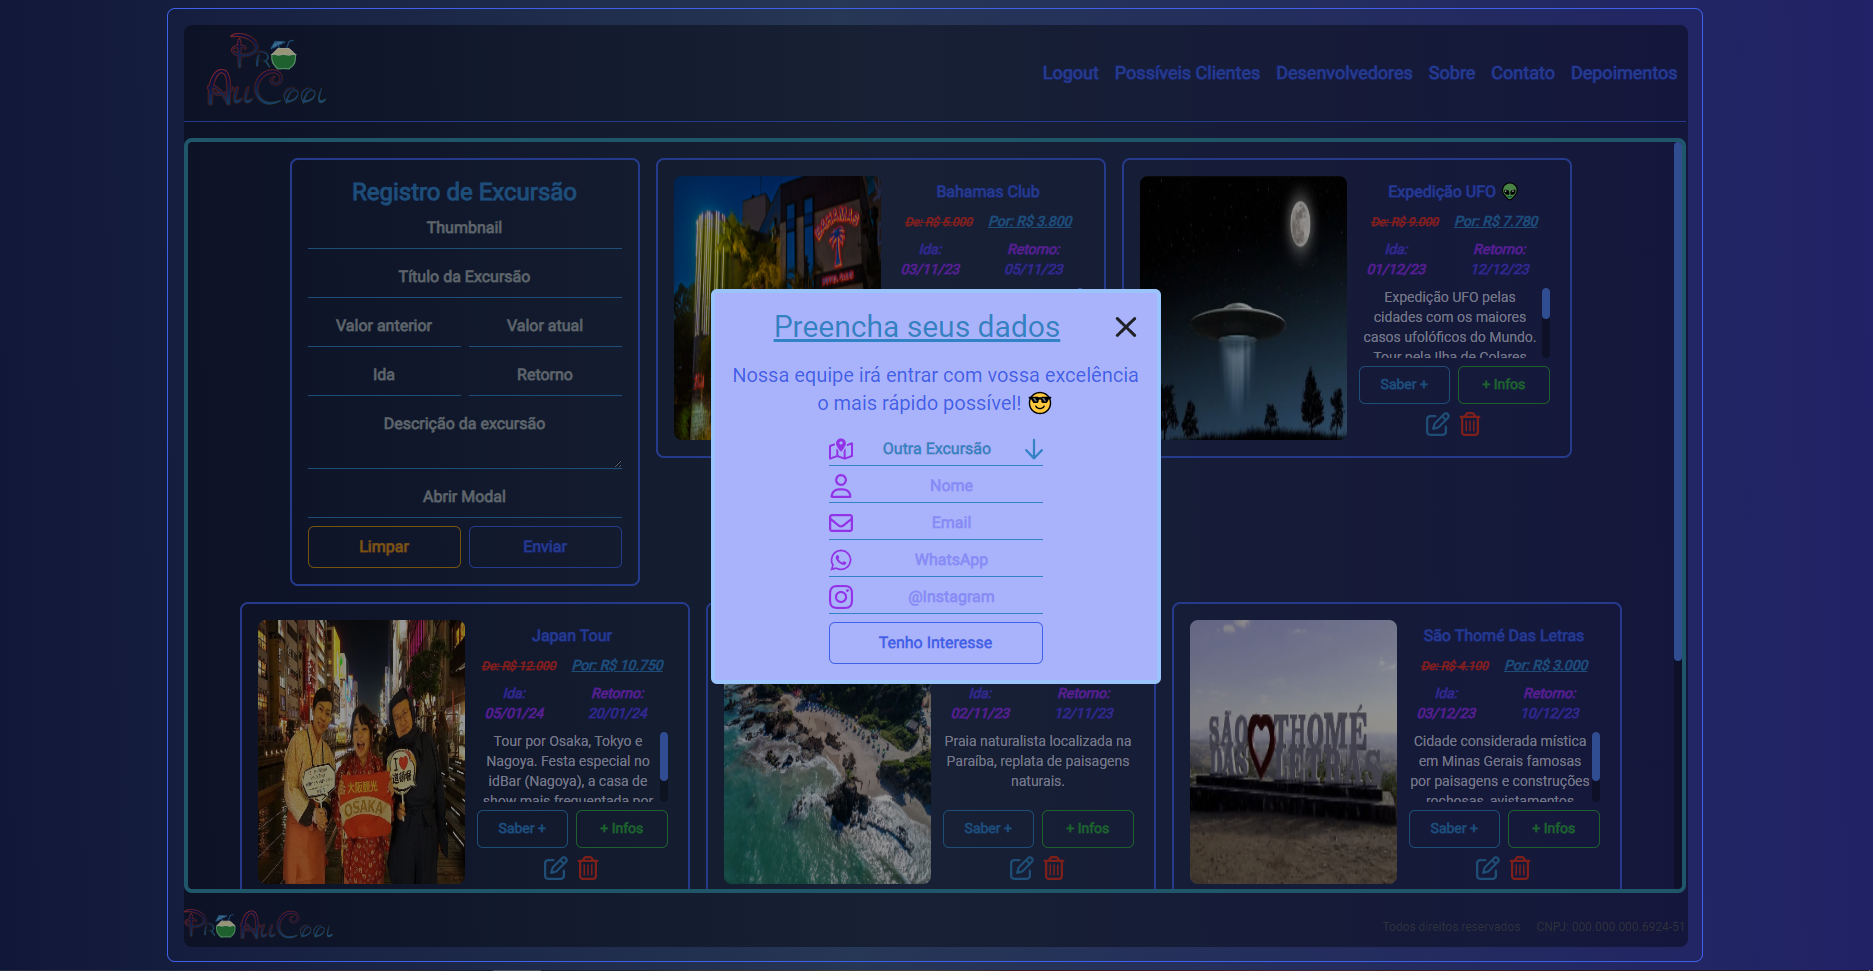 Pro
AllCool
Logout Possíveis Clientes Desenvolvedores Sobre Contato Depoimentos
Registro de Excursão
Thumbnail
Título da Excursão
Valor anterior Valor atual
Ida Retorno
Descrição da excursão
Abrir Modal
Limpar Enviar
BAHAMAS
Bahamas Club
De: R$ 5.000 Por: R$ 3.800
Ida: Retorno:
03/11/23 05/11/23
Expedição UFO 👽
De: R$ 9.000 Por: R$ 7.780
Ida: Retorno:
01/12/23 12/12/23
Expedição UFO pelas
cidades com os maiores
casos ufolóficos do Mundo.
Tour pela Ilha de Colares
Saber + + Infos
Preencha seus dados
Nossa equipe irá entrar com vossa excelência
o mais rápido possível! 😎
Outra Excursão
Nome
Email
WhatsApp
@Instagram
Tenho Interesse
OSAKA
Japan Tour
De: R$ 12.000 Por: R$ 10.750
Ida: Retorno:
05/01/24 20/01/24
Tour por Osaka, Tokyo e
Nagoya. Festa especial no
idBar (Nagoya), a casa de
show mais frequentada por
Saber + + Infos
Ida: Retorno:
02/11/23 12/11/23
Praia naturalista localizada na
Paraíba, replata de paisagens
naturais.
Saber + + Infos
SÃO THOMÉ
DAS LETRAS
São Thomé Das Letras
De: R$ 4.100 Por: R$ 3.000
Ida: Retorno:
03/12/23 10/12/23
Cidade considerada mística
em Minas Gerais famosas
por paisagens e construções
rochosas, avistamentos
Saber + + Infos
Pro AllCool
Todos direitos reservados CNPJ: 000.000.000.6924-51